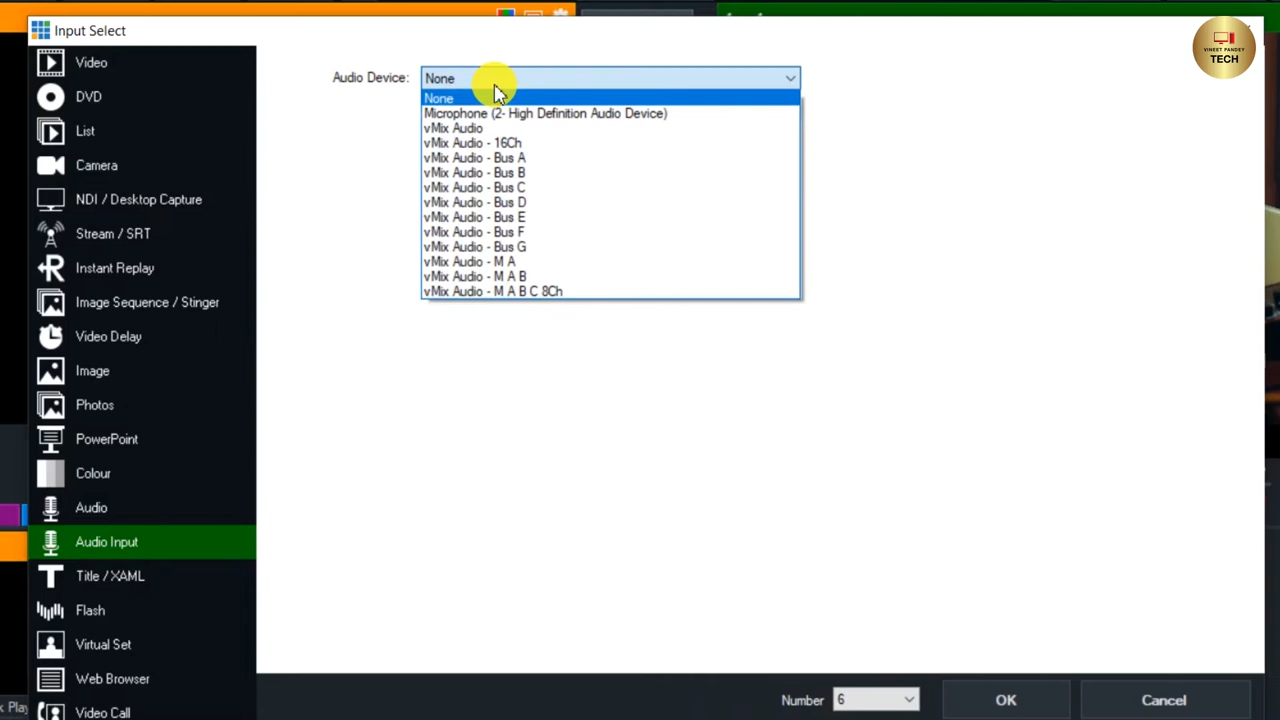 Input Select
VINEET PANDEY
TECH
Video
DVD
List
Camera
NDI / Desktop Capture
Stream / SRT
Instant Replay
Image Sequence / Stinger
Video Delay
Image
Photos
PowerPoint
Colour
Audio
Audio Input
Title / XAML
Flash
Virtual Set
Web Browser
Video Call
Audio Device:
None
None
Microphone (2- High Definition Audio Device)
vMix Audio
vMix Audio - 16Ch
vMix Audio - Bus A
vMix Audio - Bus B
vMix Audio - Bus C
vMix Audio - Bus D
vMix Audio - Bus E
vMix Audio - Bus F
vMix Audio - Bus G
vMix Audio - M A
vMix Audio - M A B
vMix Audio - M A B C 8Ch
Number
6
OK
Cancel